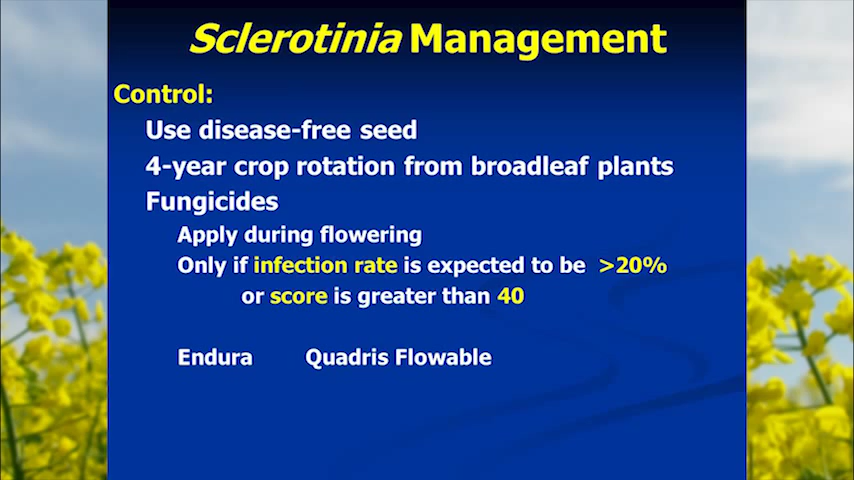 Sclerotinia Management
Control:
Use disease-free seed
4-year crop rotation from broadleaf plants
Fungicides
Apply during flowering
Only if infection rate is expected to be >20%
or score is greater than 40
Endura Quadris Flowable